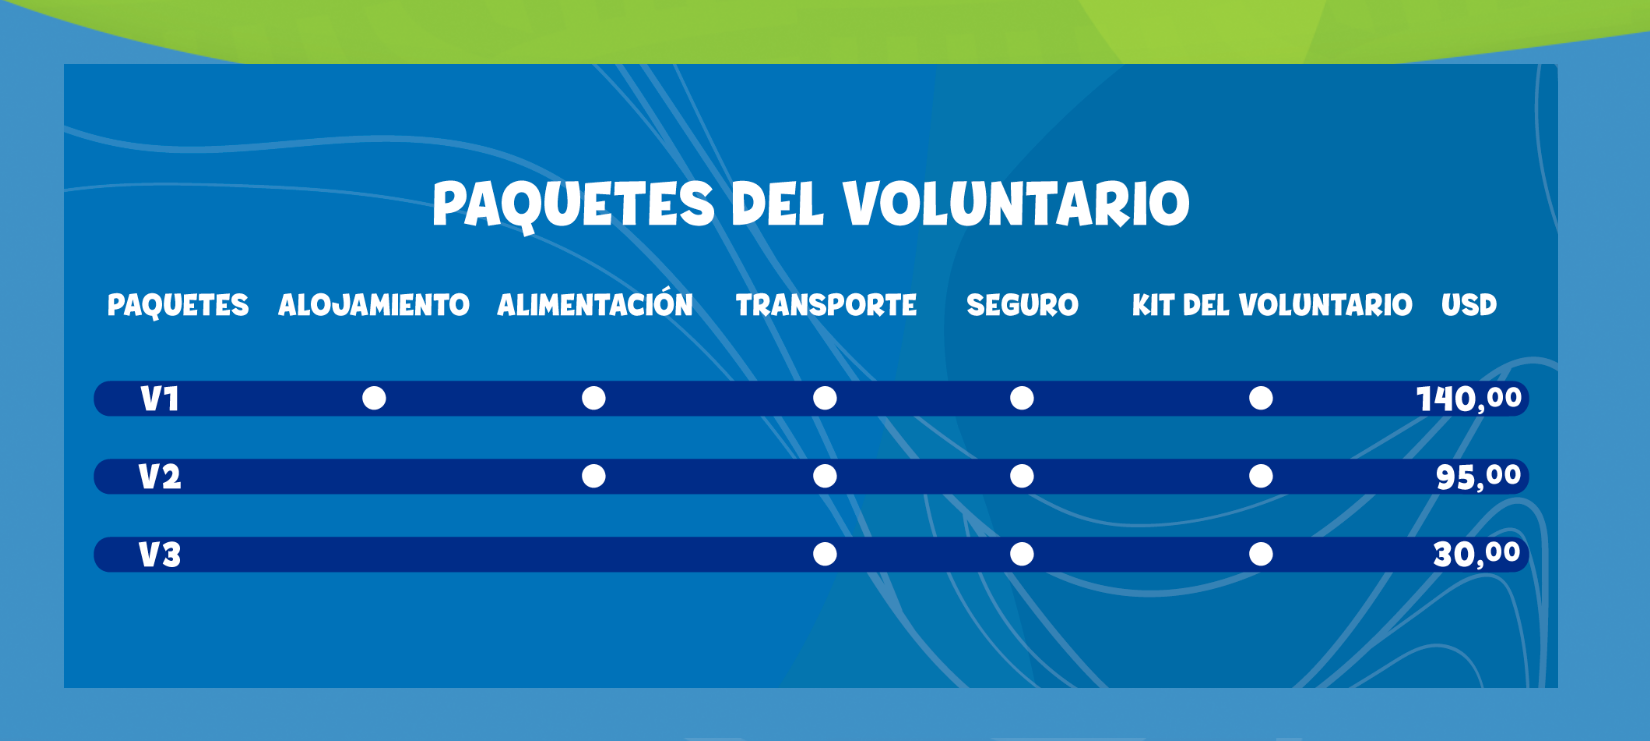 PAQUETES DEL VOLUNTARIO
PAQUETES ALOJAMIENTO ALIMENTACIÓN TRANSPORTE SEGURO KIT DEL VOLUNTARIO USD
V1 140,00
V2 95,00
V3 30,00